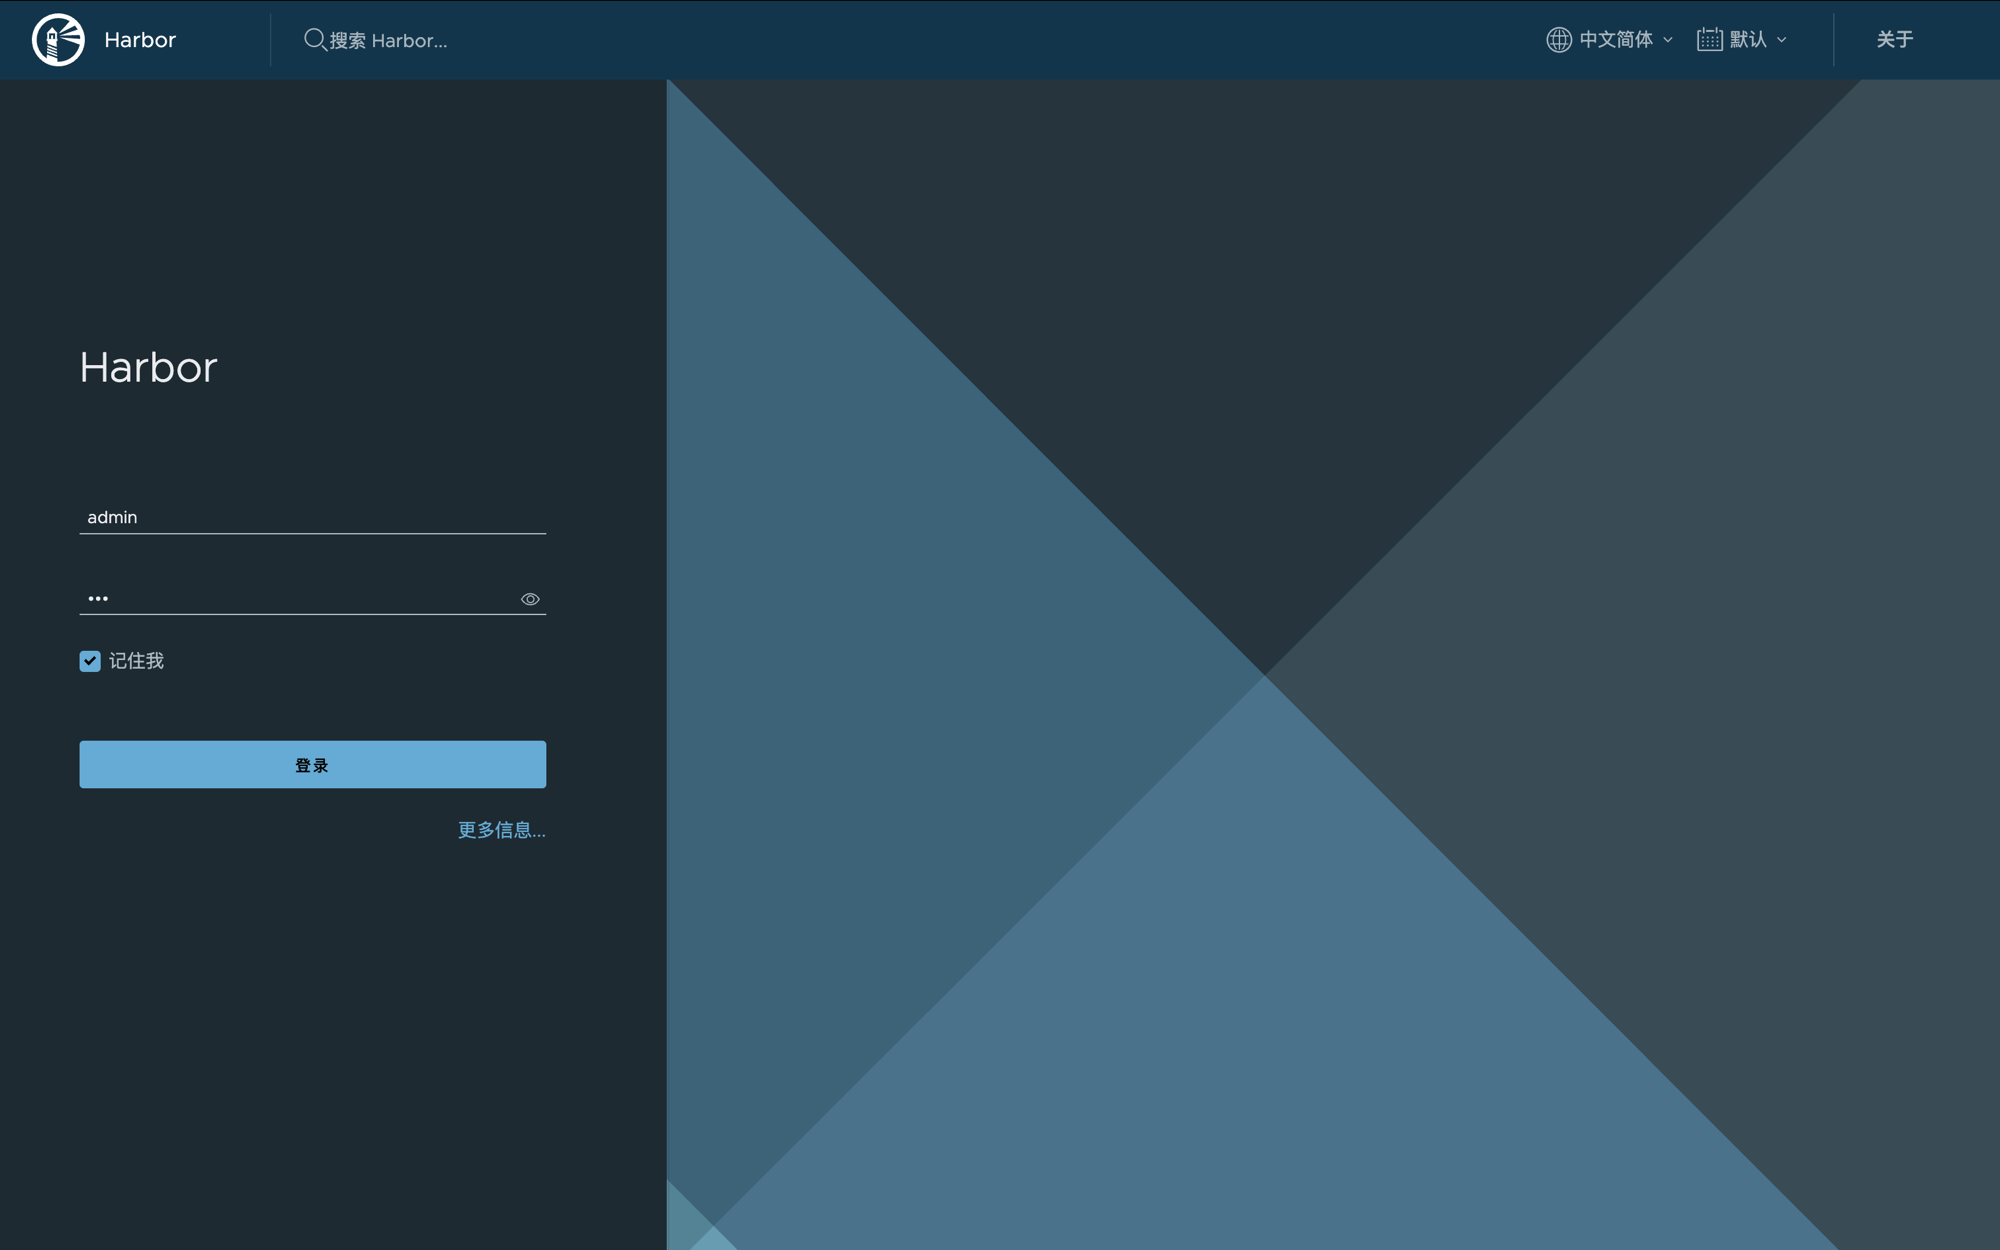 Harbor
搜索 Harbor...
中文简体
默认
关于
Harbor
admin
•••
记住我
登录
更多信息...